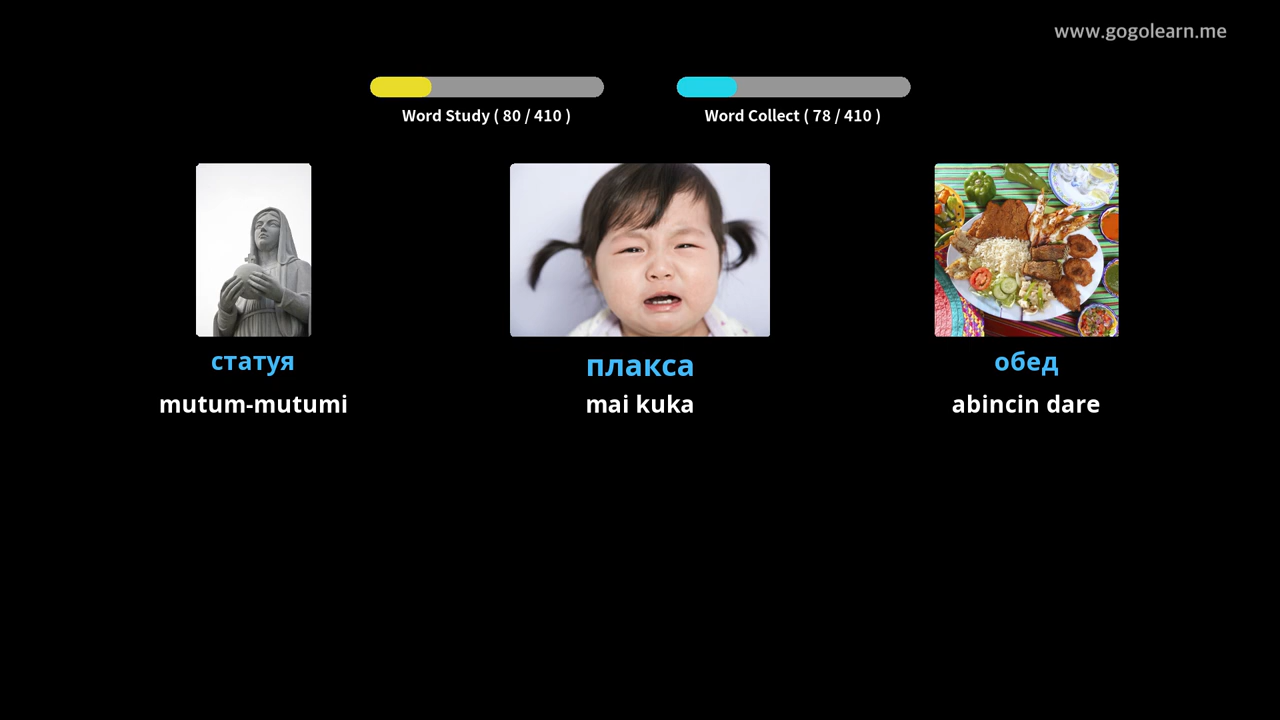 www.gogolearn.me
Word Study ( 80 / 410 )
Word Collect ( 78 / 410 )
статуя
плакса
обед
mutum-mutumi
mai kuka
abincin dare